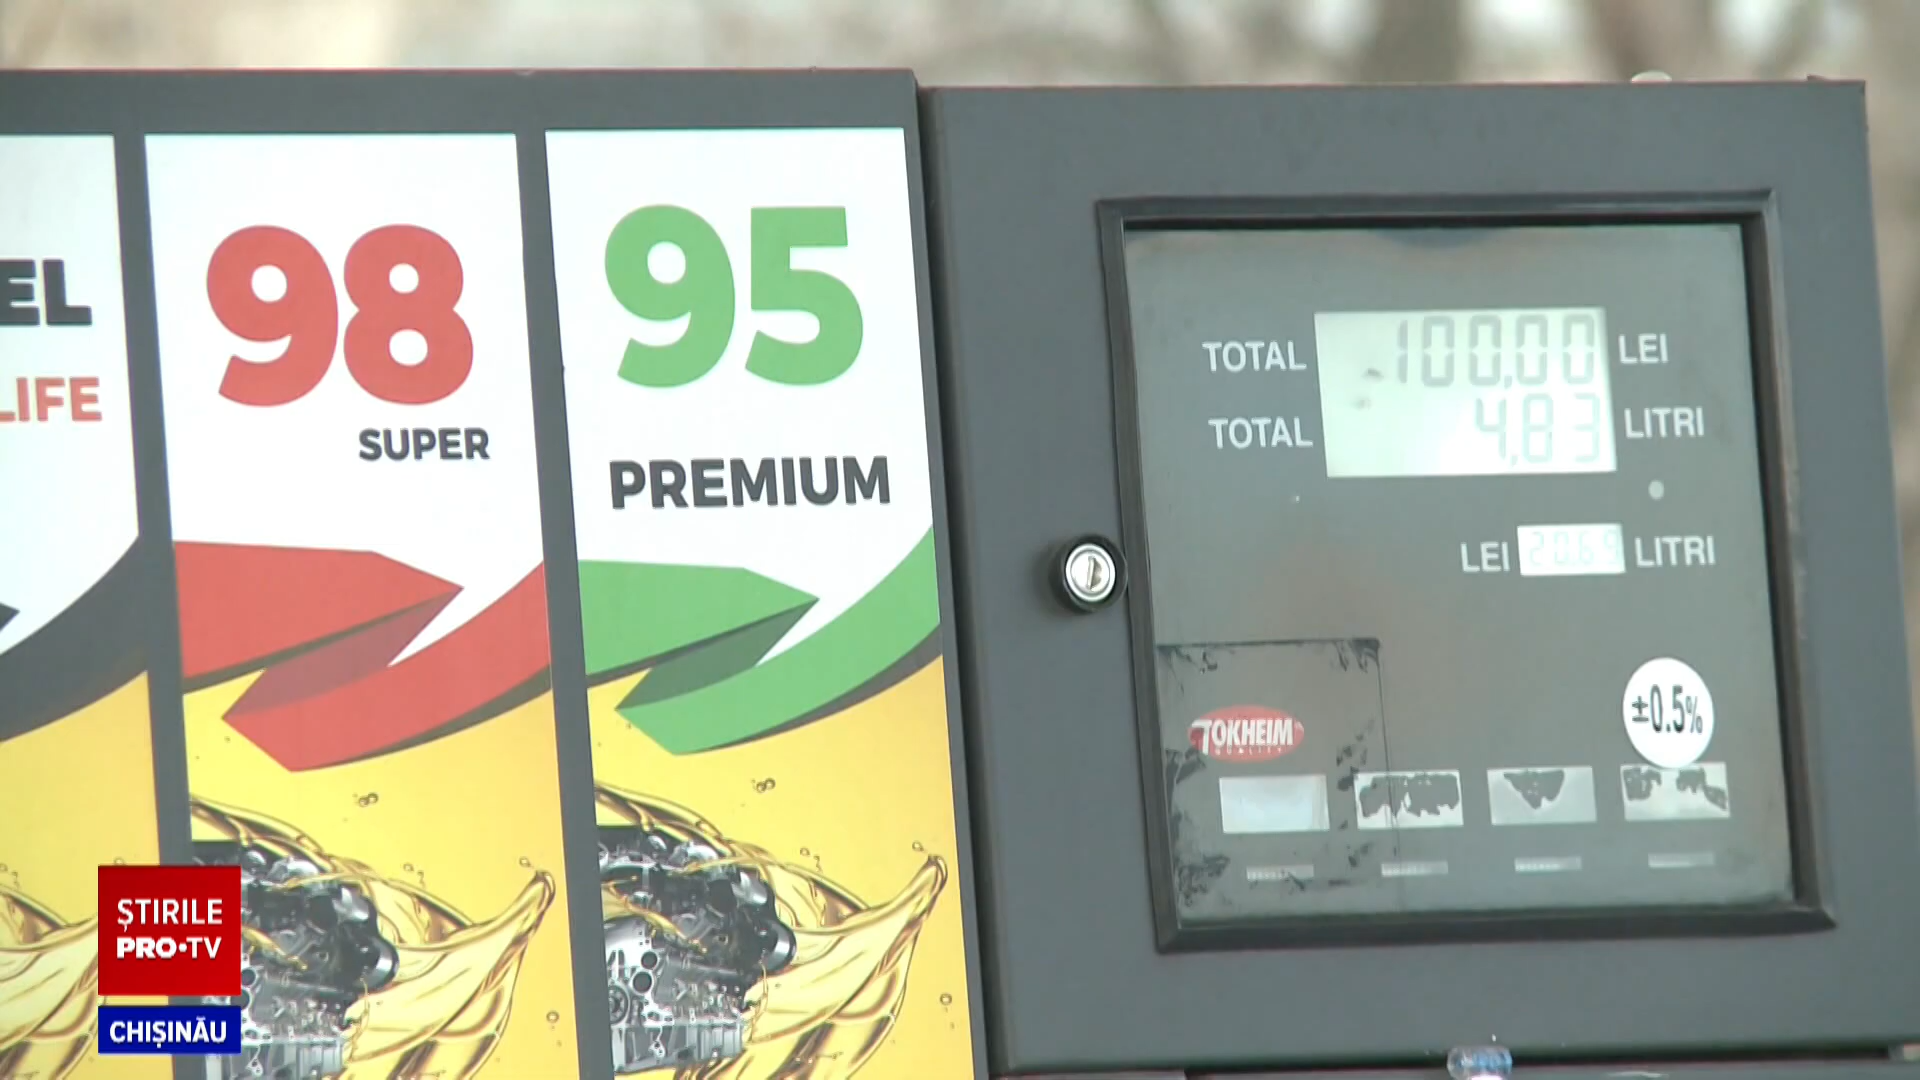 EL
LIFE
98
SUPER
95
PREMIUM
TOTAL 100,00 LEI
TOTAL 4,83 LITRI
LEI 20.69 LITRI
±0.5%
TOKHEIM
QUALITY
ȘTIRILE
PRO•TV
CHIȘINĂU